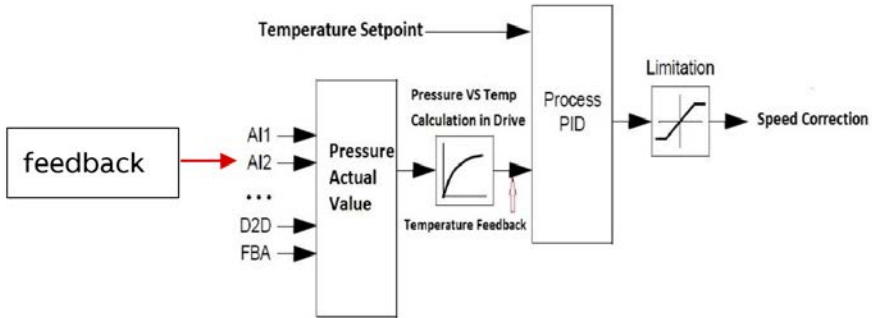 Temperature Setpoint
feedback
AI1
AI2
...
D2D
FBA
Pressure
Actual
Value
Pressure VS Temp
Calculation in Drive
Temperature Feedback
Process
PID
Limitation
Speed Correction